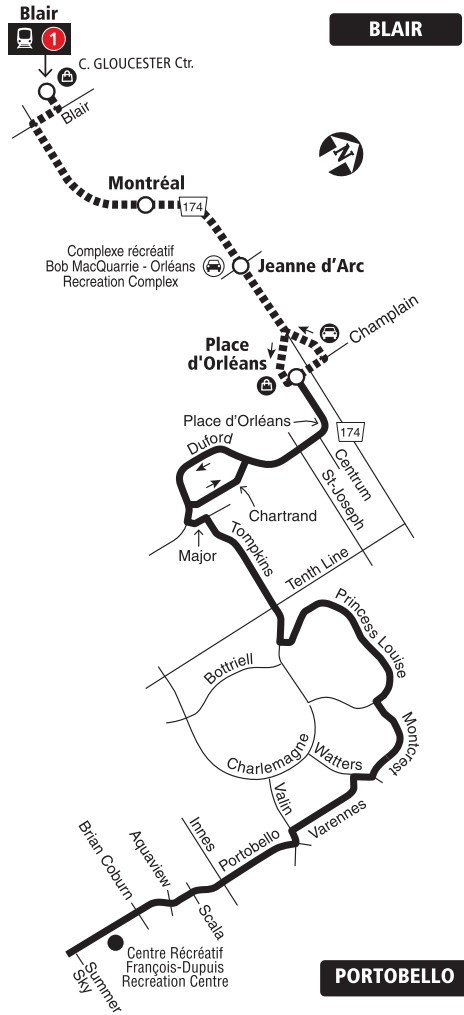 Blair
1
BLAIR
C. GLOUCESTER Ctr.
Blair
N
Montréal
174
Complexe récréatif
Bob MacQuarrie - Orléans
Recreation Complex
Jeanne d'Arc
Champlain
Place
d'Orléans
Place d'Orléans
174
Duford
Centrum
St-Joseph
Chartrand
Major
Tompkins
Tenth Line
Princess Louise
Bottriell
Montcrest
Charlemagne
Watters
Valin
Varennes
Portobello
Innes
Aquaview
Brian Coburn
Scala
Centre Récréatif
François-Dupuis
Recreation Centre
Summer
Sky
PORTOBELLO